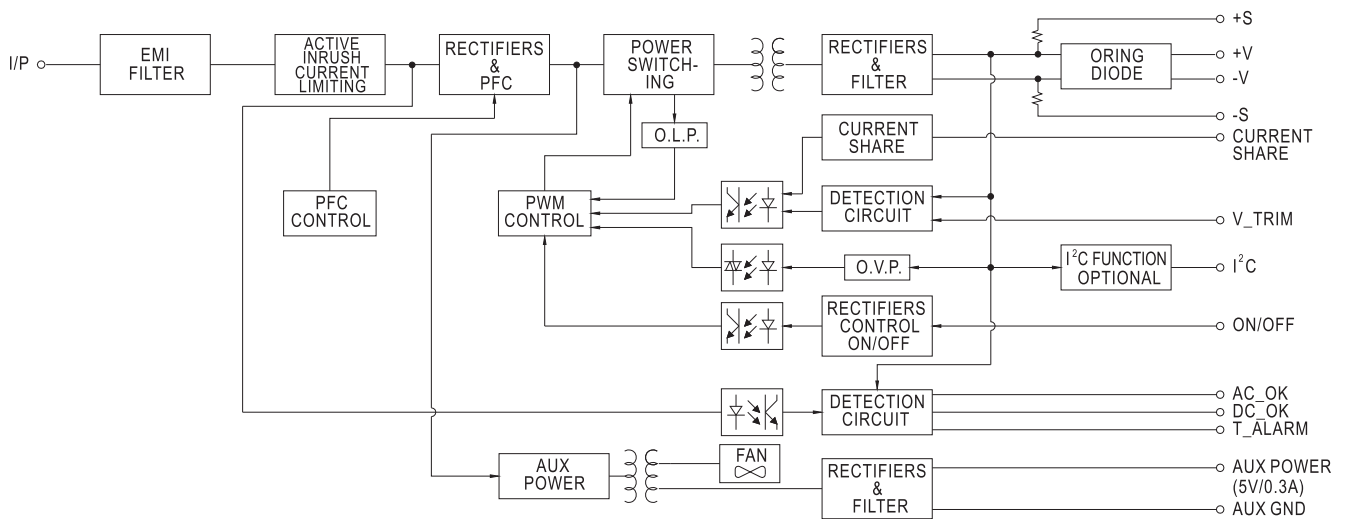 I/P
EMI
FILTER
ACTIVE
INRUSH
CURRENT
LIMITING
RECTIFIERS
&
PFC
POWER
SWITCH-
ING
RECTIFIERS
&
FILTER
ORING
DIODE
+S
+V
-V
-S
O.L.P.
CURRENT
SHARE
CURRENT
SHARE
PFC
CONTROL
PWM
CONTROL
DETECTION
CIRCUIT
V_TRIM
O.V.P.
I²C FUNCTION
OPTIONAL
I²C
RECTIFIERS
CONTROL
ON/OFF
ON/OFF
DETECTION
CIRCUIT
AC_OK
DC_OK
T_ALARM
AUX
POWER
FAN
RECTIFIERS
&
FILTER
AUX POWER
(5V/0.3A)
AUX GND